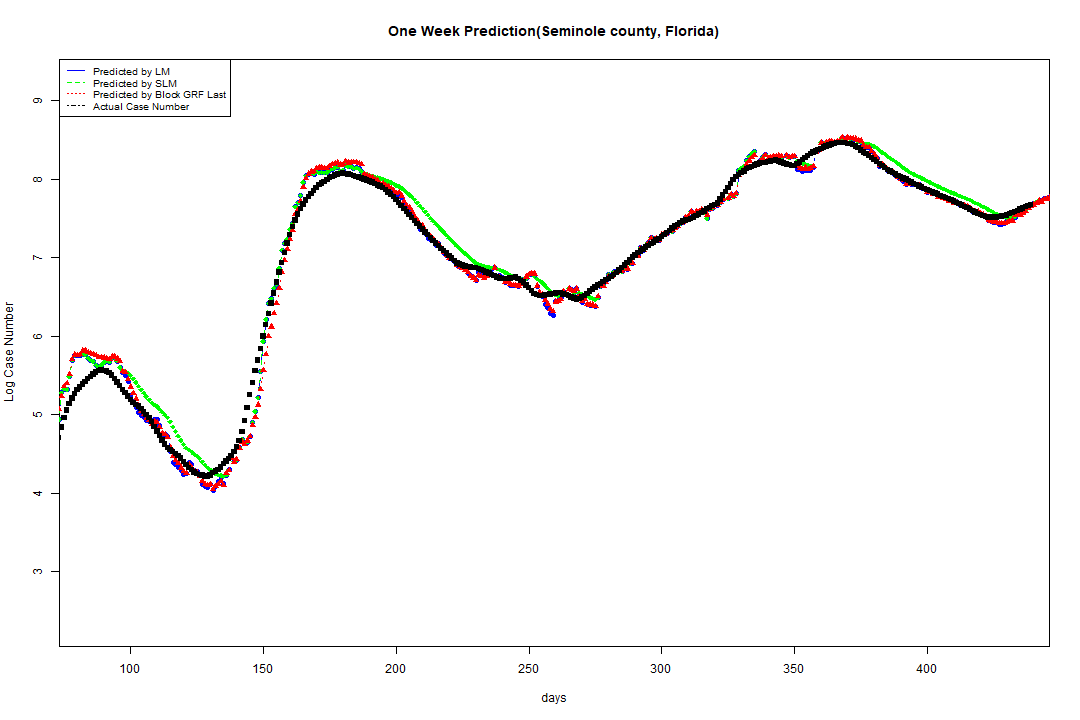 One Week Prediction(Seminole county, Florida)
Predicted by LM
Predicted by SLM
Predicted by Block GRF Last
Actual Case Number
9
8
7
6
5
4
3
Log Case Number
100 150 200 250 300 350 400
days